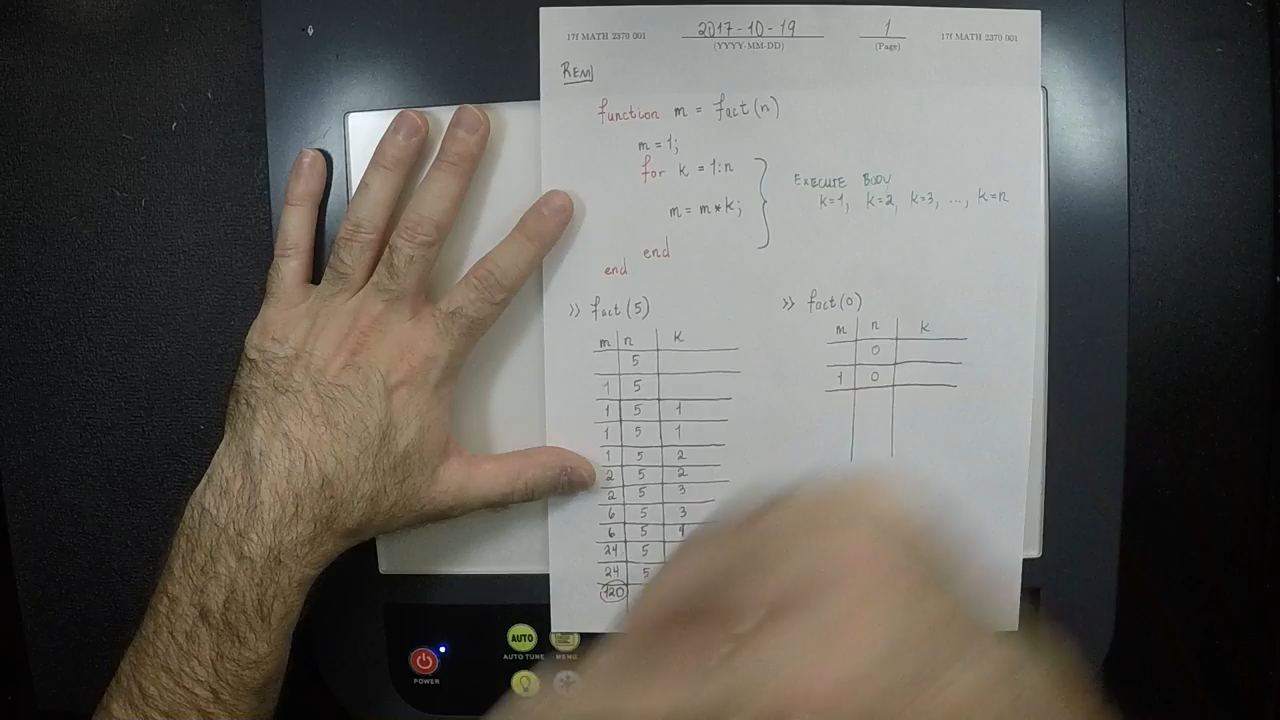 17f MATH 2370 001 2017-10-19 1 17f MATH 2370 001
(YYYY-MM-DD) (Page)
REM
function m = fact(n)
m = 1;
for k = 1:n
m = m*k;
end
end
EXECUTE BODY
k=1, k=2, k=3, ..., k=n
>> fact(5)
m n k
5
1 5
1 5 1
1 5 1
1 5 2
2 5 2
2 5 3
6 5 3
6 5 4
24 5
24 5
120
>> fact(0)
m n k
0
1 0
POWER
AUTO
AUTO TUNE
MENU